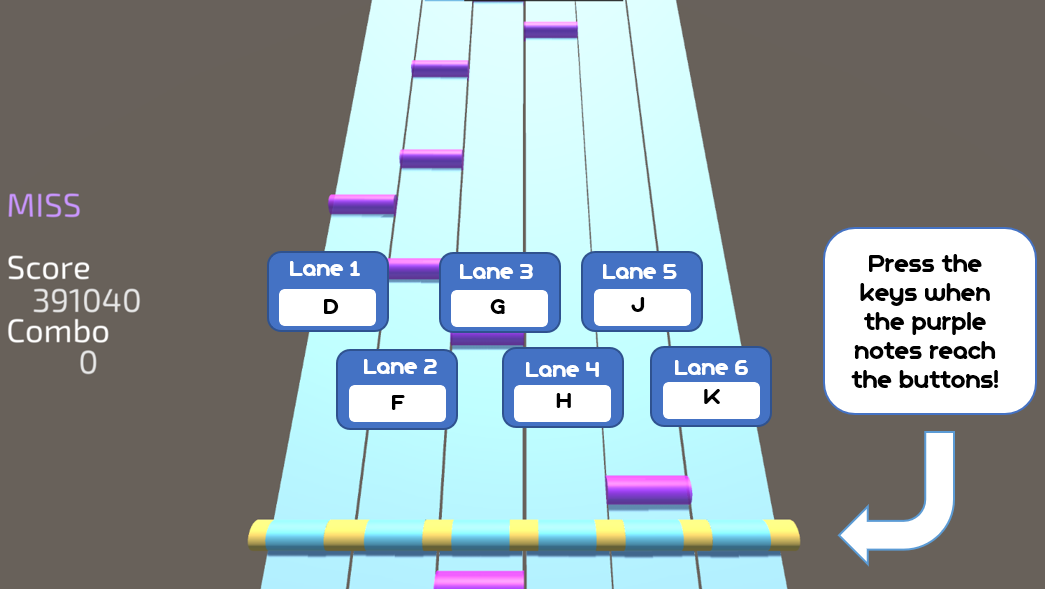 MISS
Score
391040
Combo
0
Lane 1
D
Lane 3
G
Lane 5
J
Lane 2
F
Lane 4
H
Lane 6
K
Press the
keys when
the purple
notes reach
the buttons!